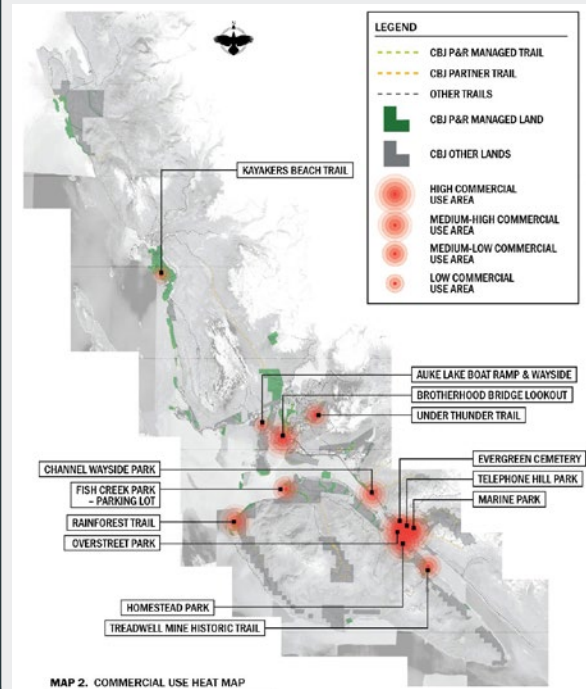 LEGEND
CBJ P&R MANAGED TRAIL
CBJ PARTNER TRAIL
OTHER TRAILS
CBJ P&R MANAGED LAND
CBJ OTHER LANDS
HIGH COMMERCIAL
USE AREA
MEDIUM-HIGH COMMERCIAL
USE AREA
MEDIUM-LOW COMMERCIAL
USE AREA
LOW COMMERCIAL
USE AREA
KAYAKERS BEACH TRAIL
AUKE LAKE BOAT RAMP & WAYSIDE
BROTHERHOOD BRIDGE LOOKOUT
UNDER THUNDER TRAIL
EVERGREEN CEMETERY
TELEPHONE HILL PARK
MARINE PARK
CHANNEL WAYSIDE PARK
FISH CREEK PARK
– PARKING LOT
RAINFOREST TRAIL
OVERSTREET PARK
HOMESTEAD PARK
TREADWELL MINE HISTORIC TRAIL
MAP 2. COMMERCIAL USE HEAT MAP